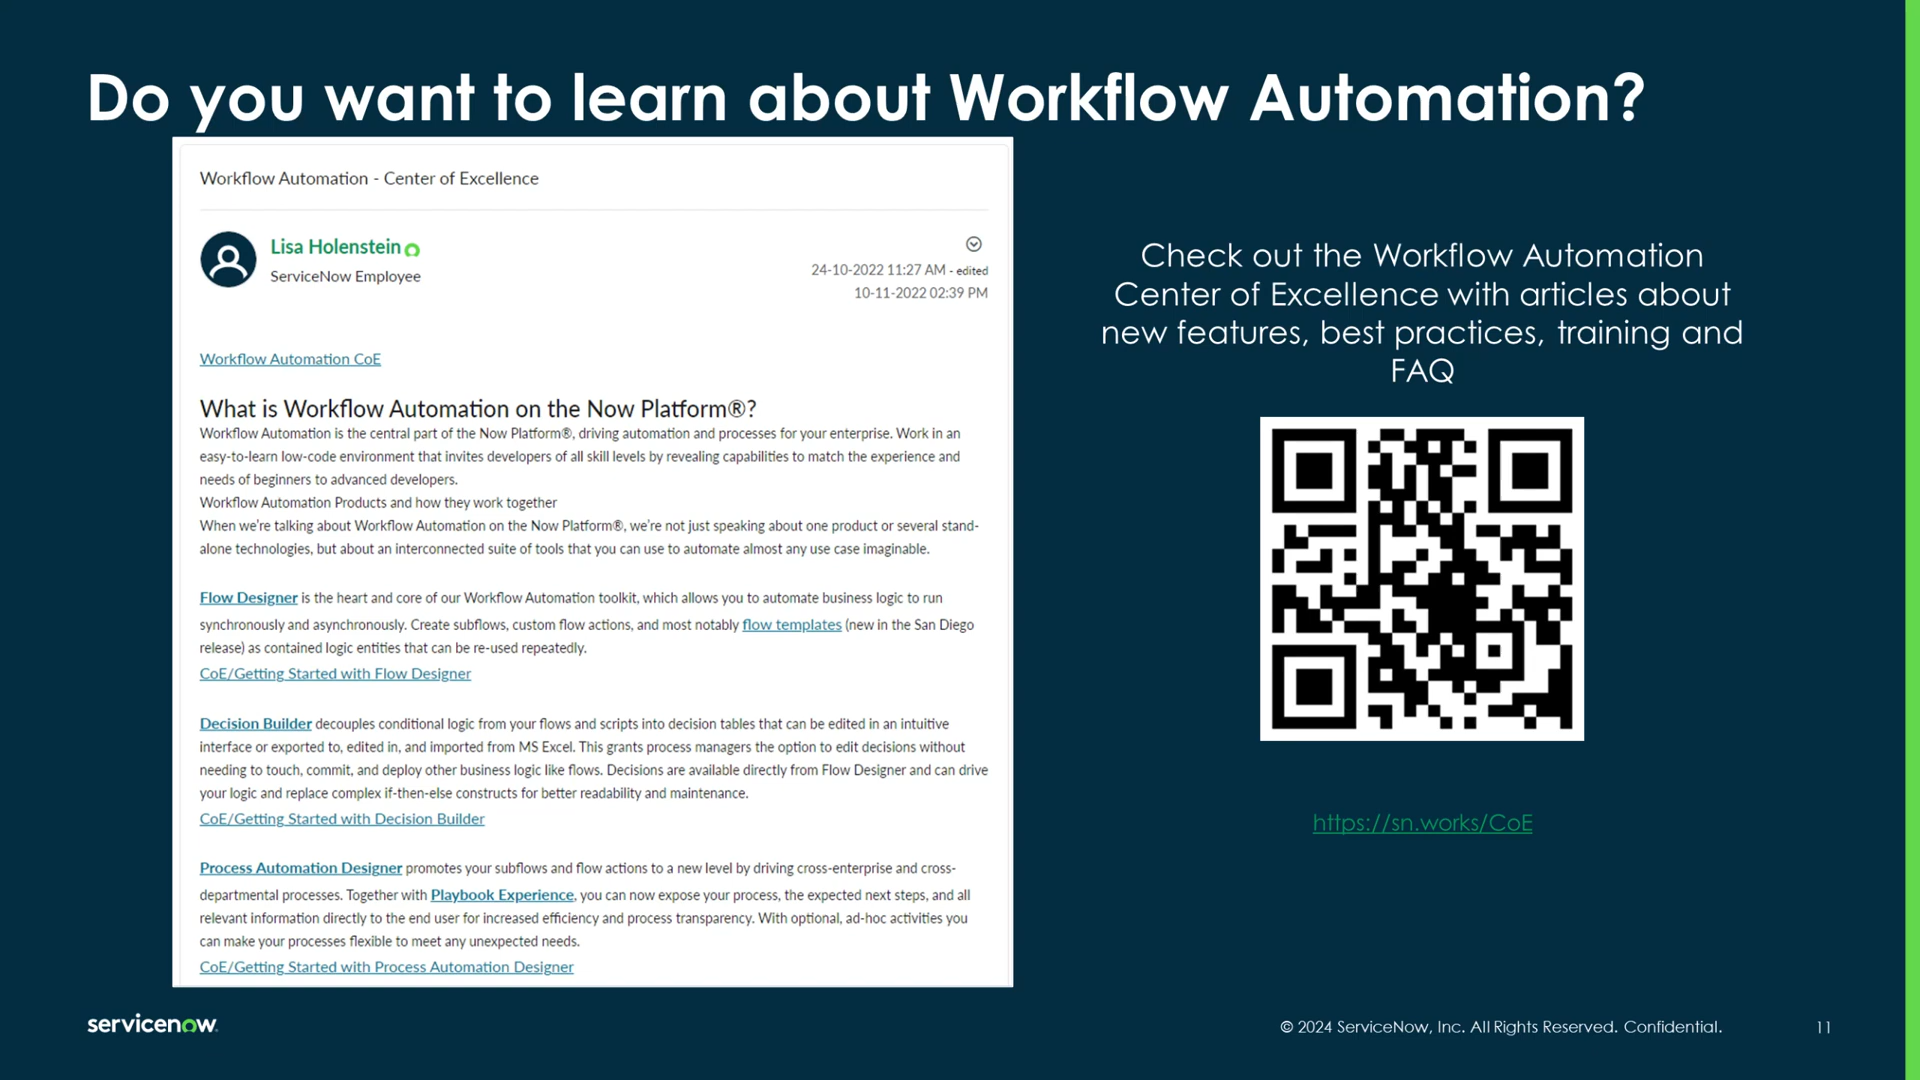 Do you want to learn about Workflow Automation?
Workflow Automation - Center of Excellence
Lisa Holenstein
ServiceNow Employee
24-10-2022 11:27 AM - edited
10-11-2022 02:39 PM
Workflow Automation CoE
What is Workflow Automation on the Now Platform®?
Workflow Automation is the central part of the Now Platform®, driving automation and processes for your enterprise. Work in an
easy-to-learn low-code environment that invites developers of all skill levels by revealing capabilities to match the experience and
needs of beginners to advanced developers.
Workflow Automation Products and how they work together
When we're talking about Workflow Automation on the Now Platform®, we're not just speaking about one product or several stand-
alone technologies, but about an interconnected suite of tools that you can use to automate almost any use case imaginable.
Flow Designer is the heart and core of our Workflow Automation toolkit, which allows you to automate business logic to run
synchronously and asynchronously. Create subflows, custom flow actions, and most notably flow templates (new in the San Diego
release) as contained logic entities that can be re-used repeatedly.
CoE/Getting Started with Flow Designer
Decision Builder decouples conditional logic from your flows and scripts into decision tables that can be edited in an intuitive
interface or exported to, edited in, and imported from MS Excel. This grants process managers the option to edit decisions without
needing to touch, commit, and deploy other business logic like flows. Decisions are available directly from Flow Designer and can drive
your logic and replace complex if-then-else constructs for better readability and maintenance.
CoE/Getting Started with Decision Builder
Process Automation Designer promotes your subflows and flow actions to a new level by driving cross-enterprise and cross-
departmental processes. Together with Playbook Experience, you can now expose your process, the expected next steps, and all
relevant information directly to the end user for increased efficiency and process transparency. With optional, ad-hoc activities you
can make your processes flexible to meet any unexpected needs.
CoE/Getting Started with Process Automation Designer
Check out the Workflow Automation
Center of Excellence with articles about
new features, best practices, training and
FAQ
https://sn.works/CoE
servicenow
© 2024 ServiceNow, Inc. All Rights Reserved. Confidential.
11